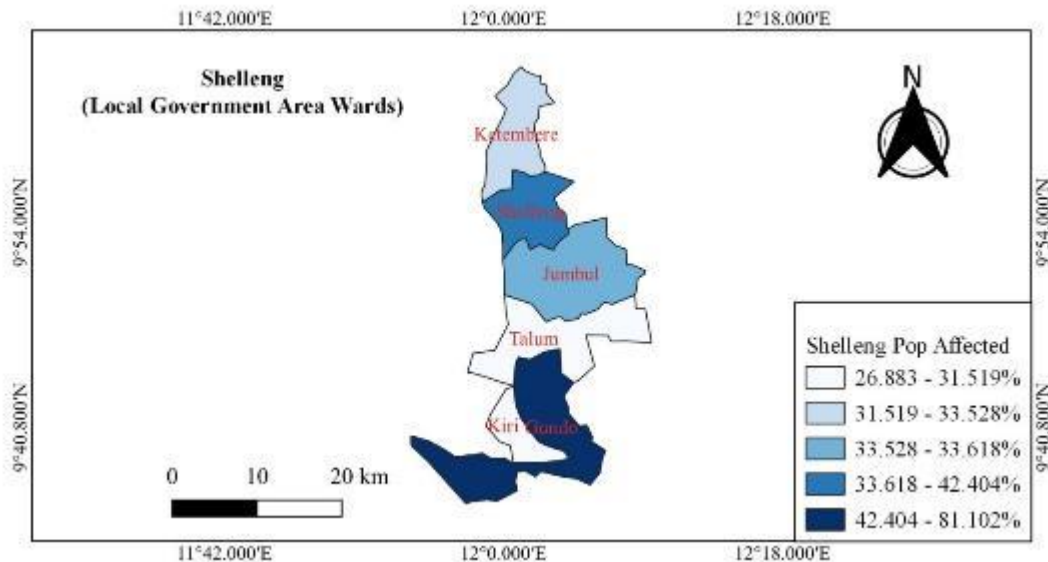 11°42.000'E 12°0.000'E 12°18.000'E
Shelleng
(Local Government Area Wards)
N
Katembere
9°54.000'N 9°54.000'N
Shelleng
Jumbul
Talum
Shelleng Pop Affected
26.883 - 31.519%
31.519 - 33.528%
33.528 - 33.618%
33.618 - 42.404%
42.404 - 81.102%
9°40.800'N 9°40.800'N
Kiri Gundo
0 10 20 km
11°42.000'E 12°0.000'E 12°18.000'E